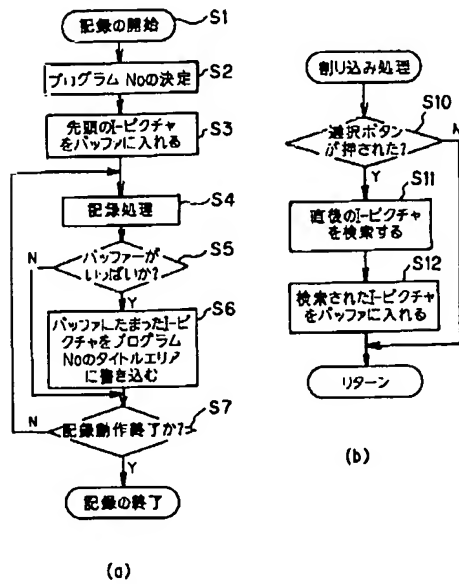 記録の開始
S1
プログラム Noの決定
S2
先頭のI-ピクチャ
をバッファに入れる
S3
記録処理
S4
バッファーが
いっぱいか?
S5
N
Y
バッファにたまったI-ピ
クチャをプログラム
Noのタイトルエリア
に書き込む
S6
記録動作終了か?
S7
N
Y
記録の終了
(a)
割り込み処理
選択ボタン
が押された?
S10
N
Y
直後のI-ピクチャ
を検索する
S11
検索されたI-ピクチャ
をバッファに入れる
S12
リターン
(b)